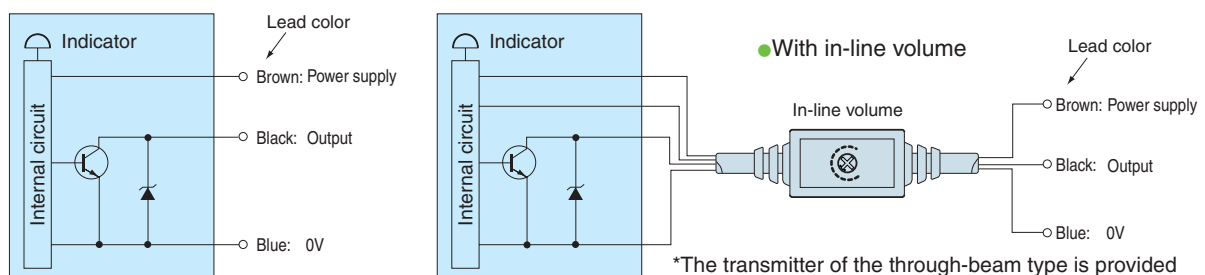 Lead color
Indicator
Brown: Power supply
Internal circuit
Black: Output
Blue: 0V
Indicator
●With in-line volume
Lead color
In-line volume
Brown: Power supply
Internal circuit
Black: Output
Blue: 0V
*The transmitter of the through-beam type is provided